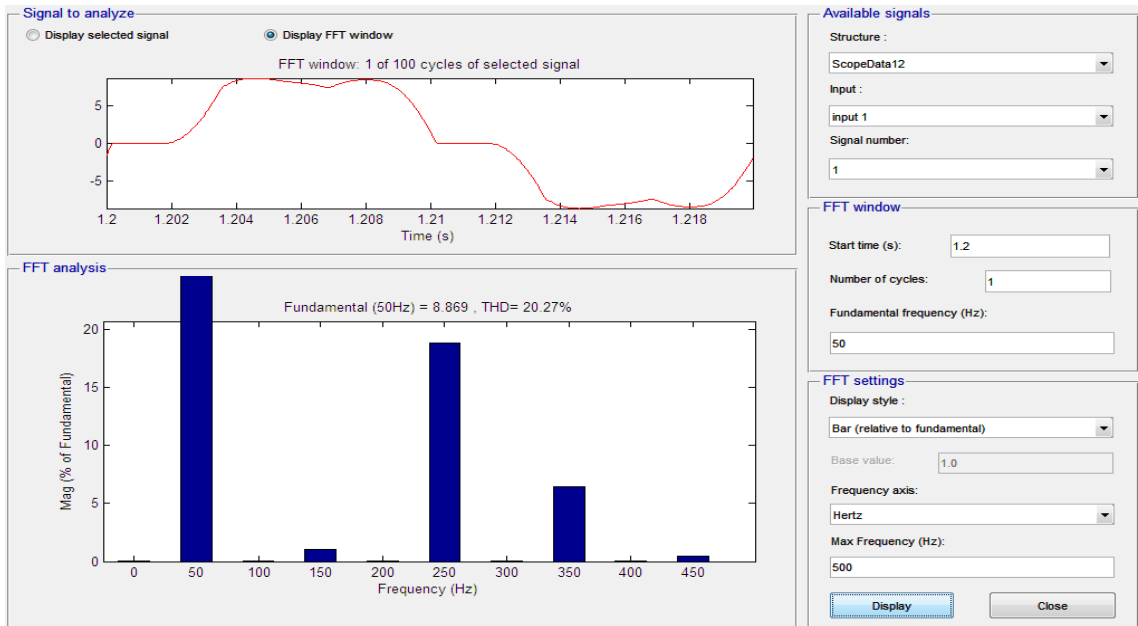 Signal to analyze
Display selected signal
Display FFT window
FFT window: 1 of 100 cycles of selected signal
5
0
-5
1.2 1.202 1.204 1.206 1.208 1.21 1.212 1.214 1.216 1.218
Time (s)
FFT analysis
Fundamental (50Hz) = 8.869 , THD= 20.27%
20
15
10
5
0
Mag (% of Fundamental)
0 50 100 150 200 250 300 350 400 450
Frequency (Hz)
Available signals
Structure :
ScopeData12
Input :
input 1
Signal number:
1
FFT window
Start time (s): 1.2
Number of cycles: 1
Fundamental frequency (Hz):
50
FFT settings
Display style :
Bar (relative to fundamental)
Base value: 1.0
Frequency axis:
Hertz
Max Frequency (Hz):
500
Display Close